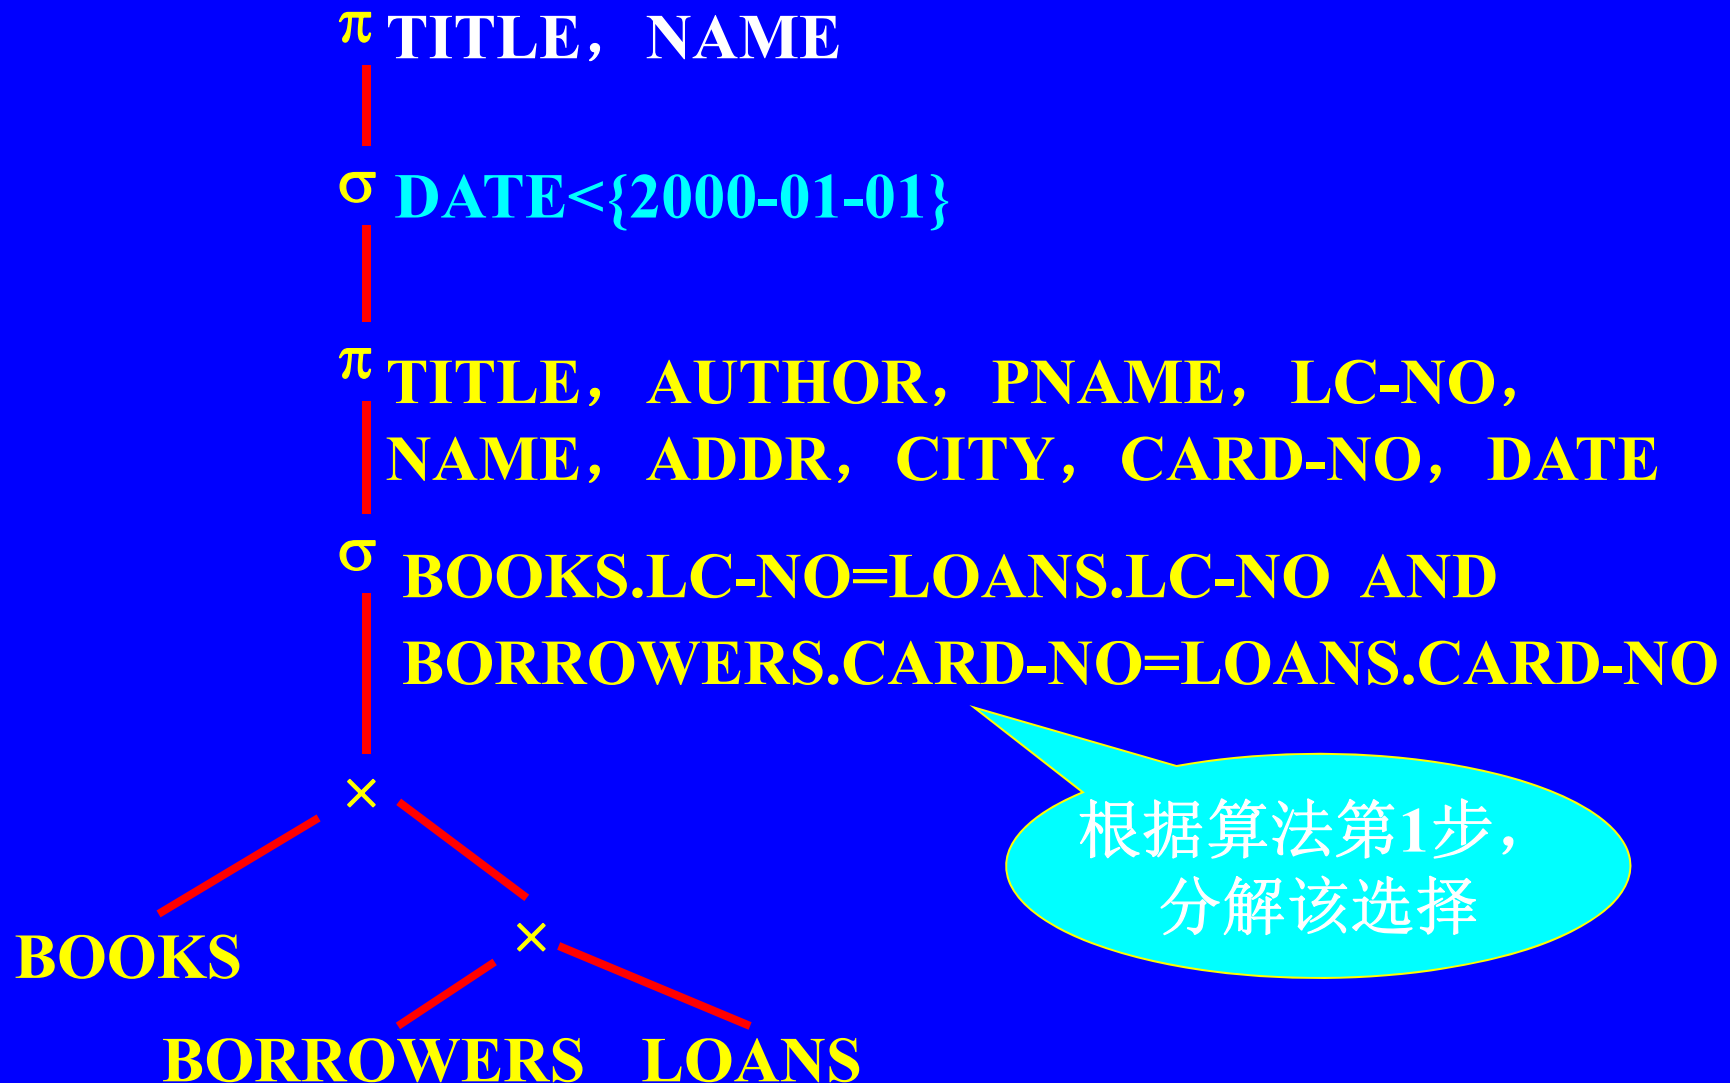 π TITLE，NAME
σ DATE<{2000-01-01}
π TITLE，AUTHOR，PNAME，LC-NO，
NAME，ADDR，CITY，CARD-NO，DATE
σ BOOKS.LC-NO=LOANS.LC-NO AND
BORROWERS.CARD-NO=LOANS.CARD-NO
×
根据算法第1步，
分解该选择
×
BOOKS
BORROWERS LOANS